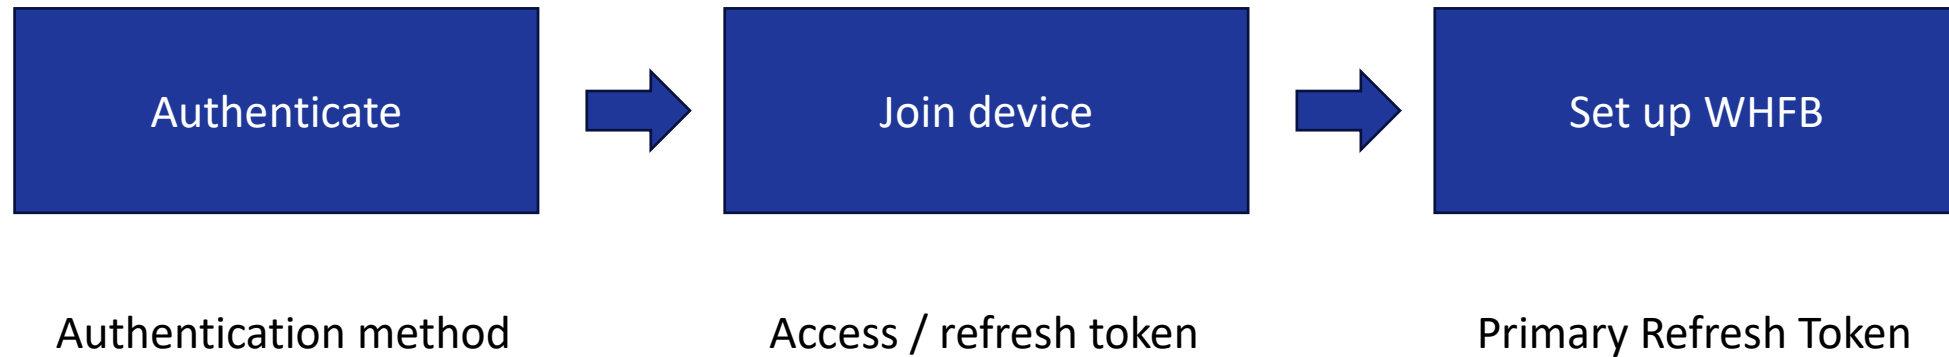 Authenticate
Join device
Set up WHFB
Authentication method
Access / refresh token
Primary Refresh Token